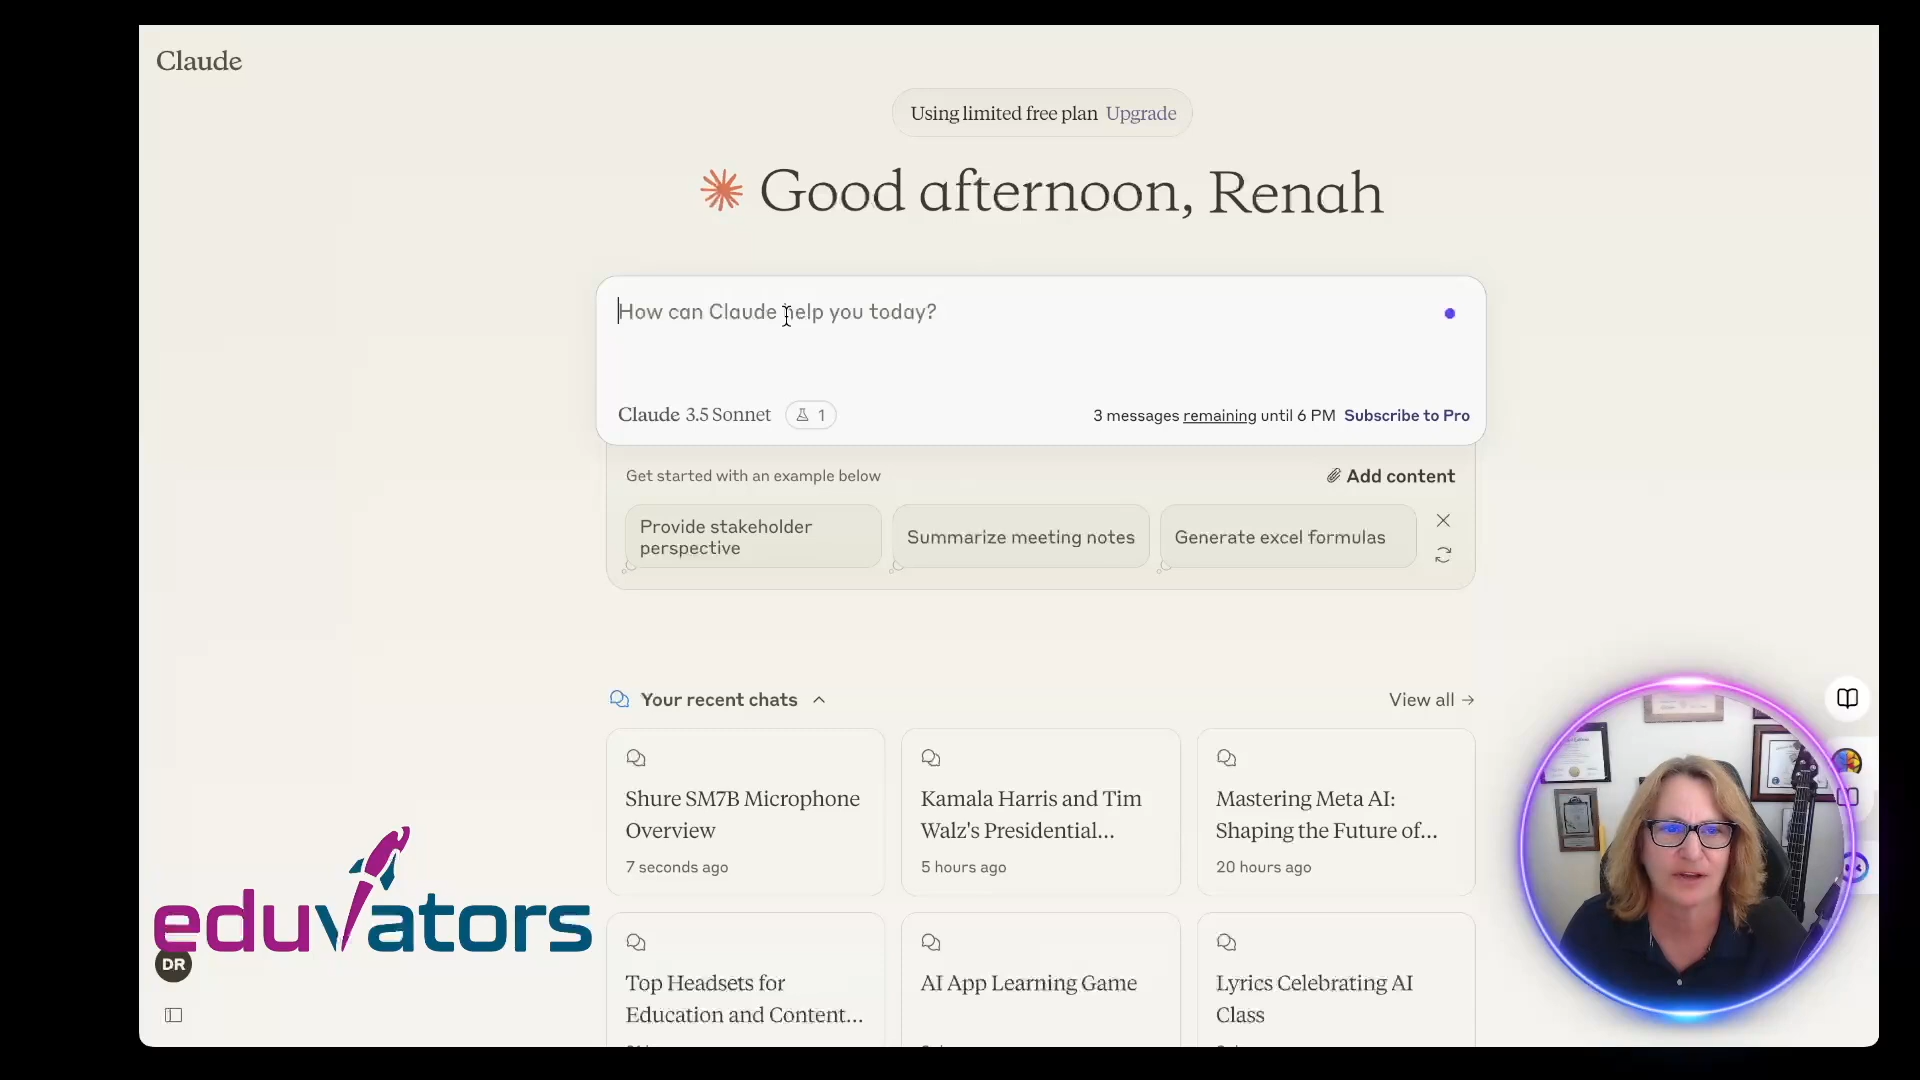 Claude
Using limited free plan Upgrade
Good afternoon, Renah
How can Claude help you today?
Claude 3.5 Sonnet 1
3 messages remaining until 6 PM Subscribe to Pro
Get started with an example below
Add content
Provide stakeholder
perspective
Summarize meeting notes
Generate excel formulas
Your recent chats
View all →
Shure SM7B Microphone
Overview
7 seconds ago
Kamala Harris and Tim
Walz's Presidential...
5 hours ago
Mastering Meta AI:
Shaping the Future of...
20 hours ago
eduvators
DR
Top Headsets for
Education and Content...
AI App Learning Game
Lyrics Celebrating AI
Class